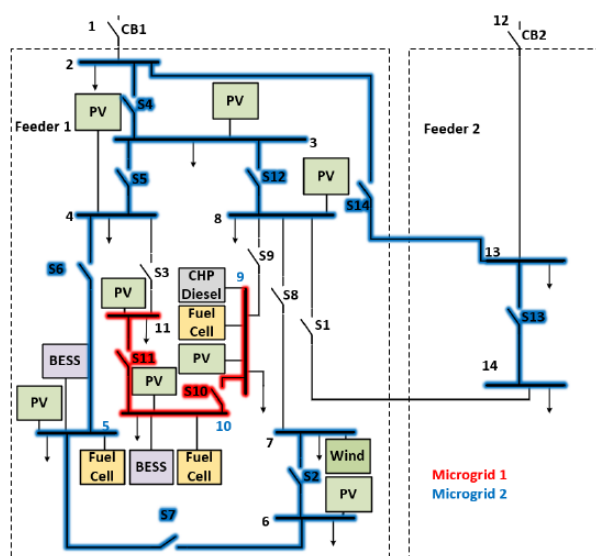 1
CB1
12
CB2
2
PV
S4
PV
Feeder 1
3
Feeder 2
S5
S12
PV
S14
4
8
S6
S3
S9
CHP
Diesel
9
S8
13
PV
Fuel
Cell
S1
S13
11
BESS
S11
PV
PV
S10
14
PV
5
10
7
Fuel
Cell
BESS
Fuel
Cell
S2
Wind
PV
Microgrid 1
Microgrid 2
S7
6